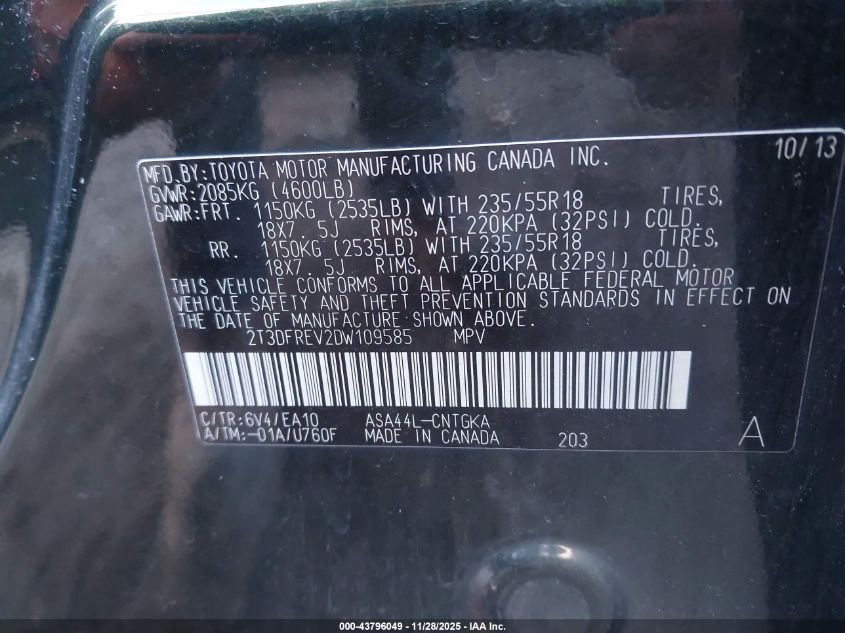 MFD.BY:TOYOTA MOTOR MANUFACTURING CANADA INC. 10/13
GVWR:2085KG (4600LB)
GAWR:FRT. 1150KG (2535LB) WITH 235/55R18 TIRES,
18X7. 5J RIMS, AT 220KPA (32PSI) COLD.
RR. 1150KG (2535LB) WITH 235/55R18 TIRES,
18X7. 5J RIMS, AT 220KPA (32PSI) COLD.
THIS VEHICLE CONFORMS TO ALL APPLICABLE FEDERAL MOTOR
VEHICLE SAFETY AND THEFT PREVENTION STANDARDS IN EFFECT ON
THE DATE OF MANUFACTURE SHOWN ABOVE.
2T3DFREV2DW109585 MPV
C/TR:6V4/EA10 ASA44L-CNTGKA
A/TM:-01A/U760F MADE IN CANADA 203 A
000-43796049 - 11/28/2025 - IAA Inc.